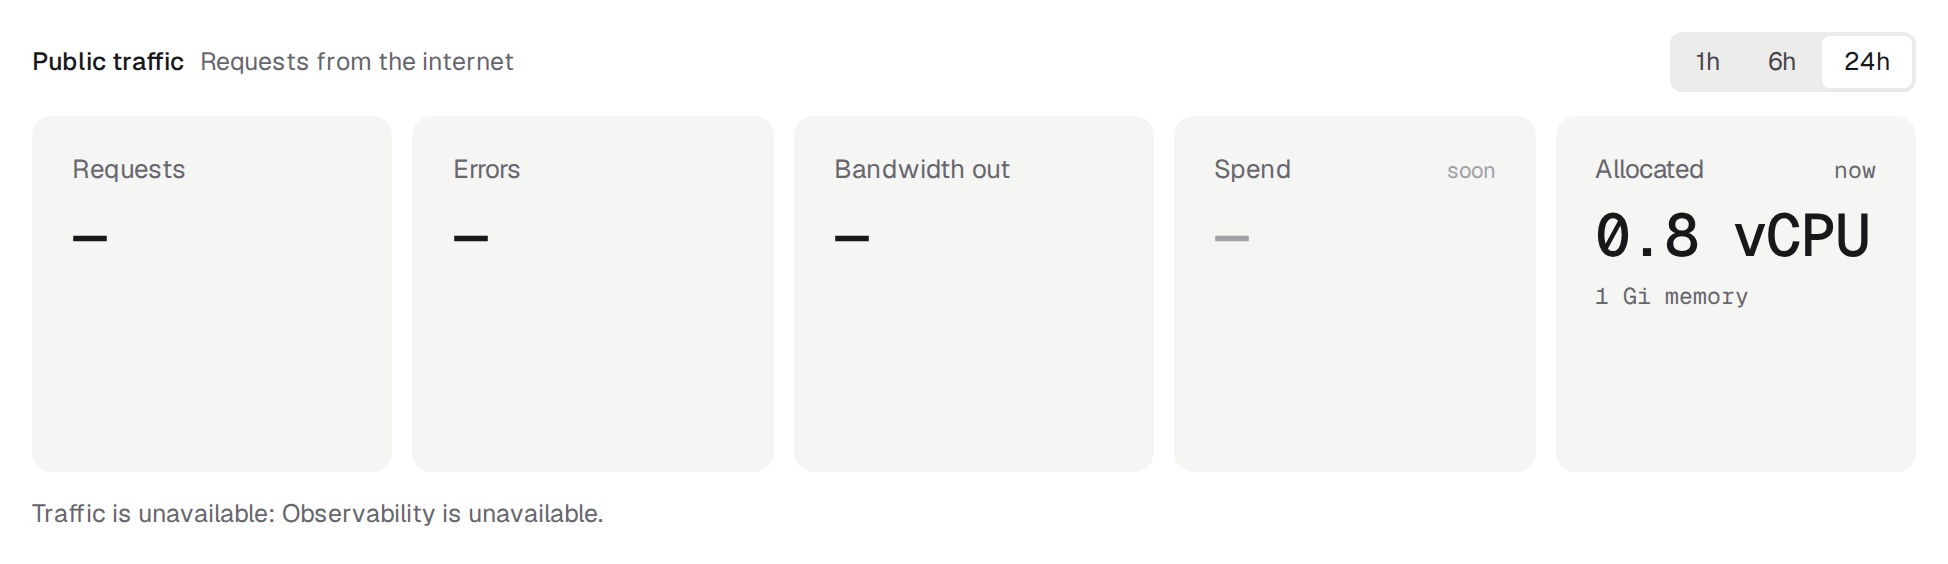 Public traffic Requests from the internet
1h 6h 24h
Requests
–
Errors
–
Bandwidth out
–
Spend soon
–
Allocated now
0.8 vCPU
1 Gi memory
Traffic is unavailable: Observability is unavailable.